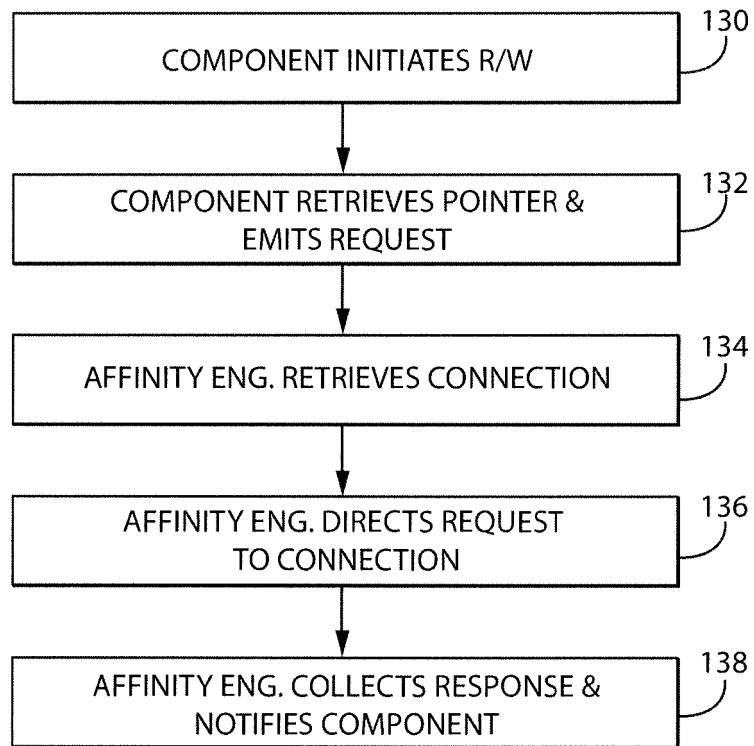 130
COMPONENT INITIATES R/W
132
COMPONENT RETRIEVES POINTER &
EMITS REQUEST
134
AFFINITY ENG. RETRIEVES CONNECTION
136
AFFINITY ENG. DIRECTS REQUEST
TO CONNECTION
138
AFFINITY ENG. COLLECTS RESPONSE &
NOTIFIES COMPONENT